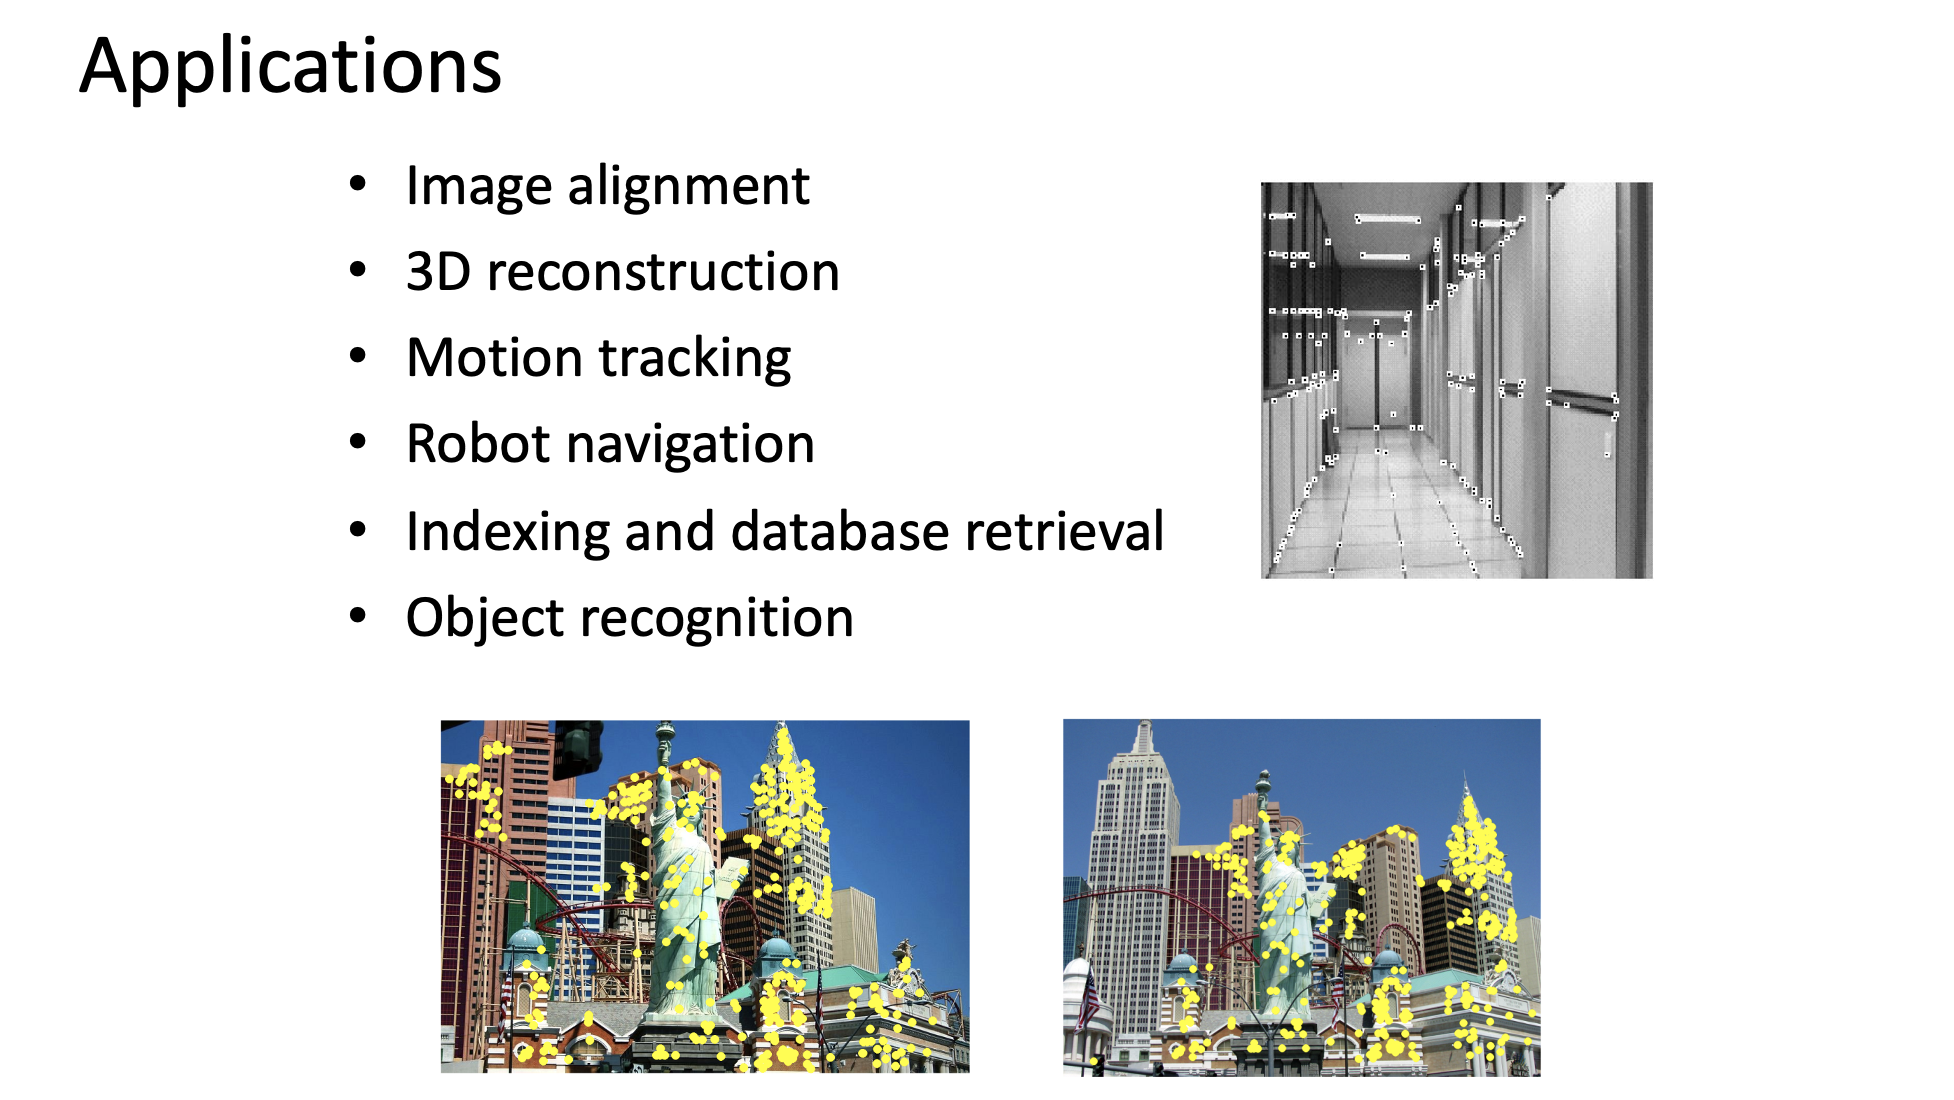 Applications
• Image alignment
• 3D reconstruction
• Motion tracking
• Robot navigation
• Indexing and database retrieval
• Object recognition